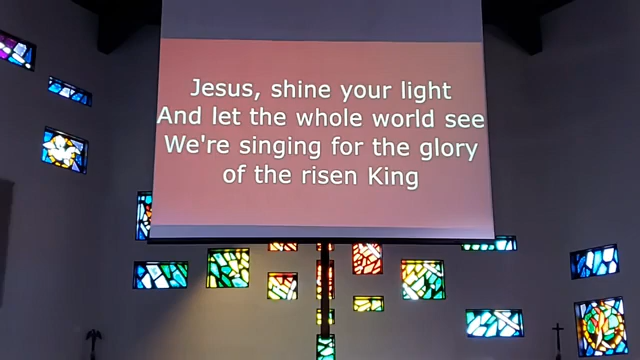 Jesus, shine your light
And let the whole world see
We're singing for the glory
of the risen King